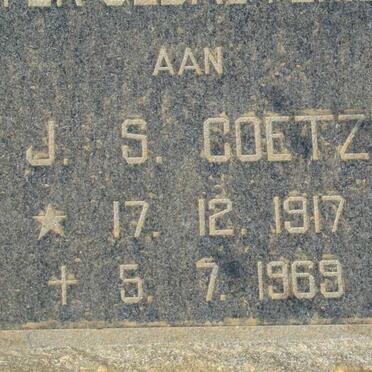 AAN
J. S. COETZ
★ 17. 12. 1917
† 5. 7. 1969